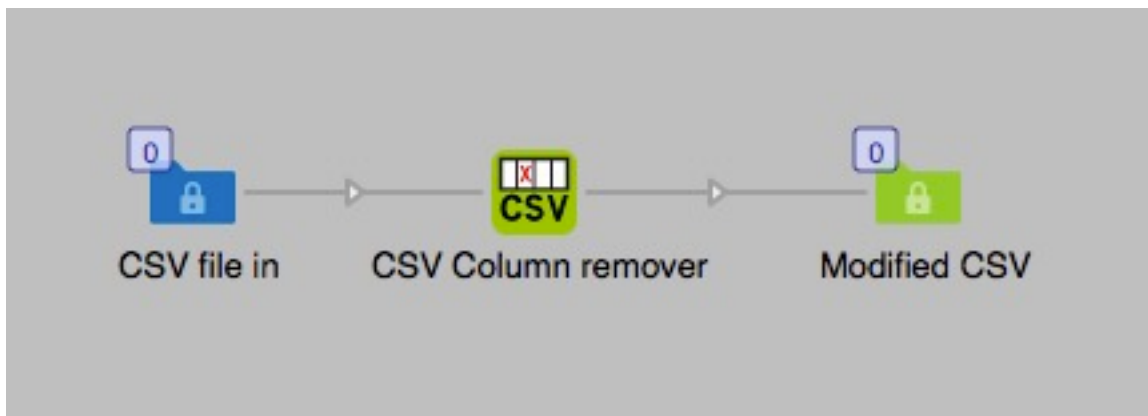 0
0
X
CSV
CSV file in
CSV Column remover
Modified CSV